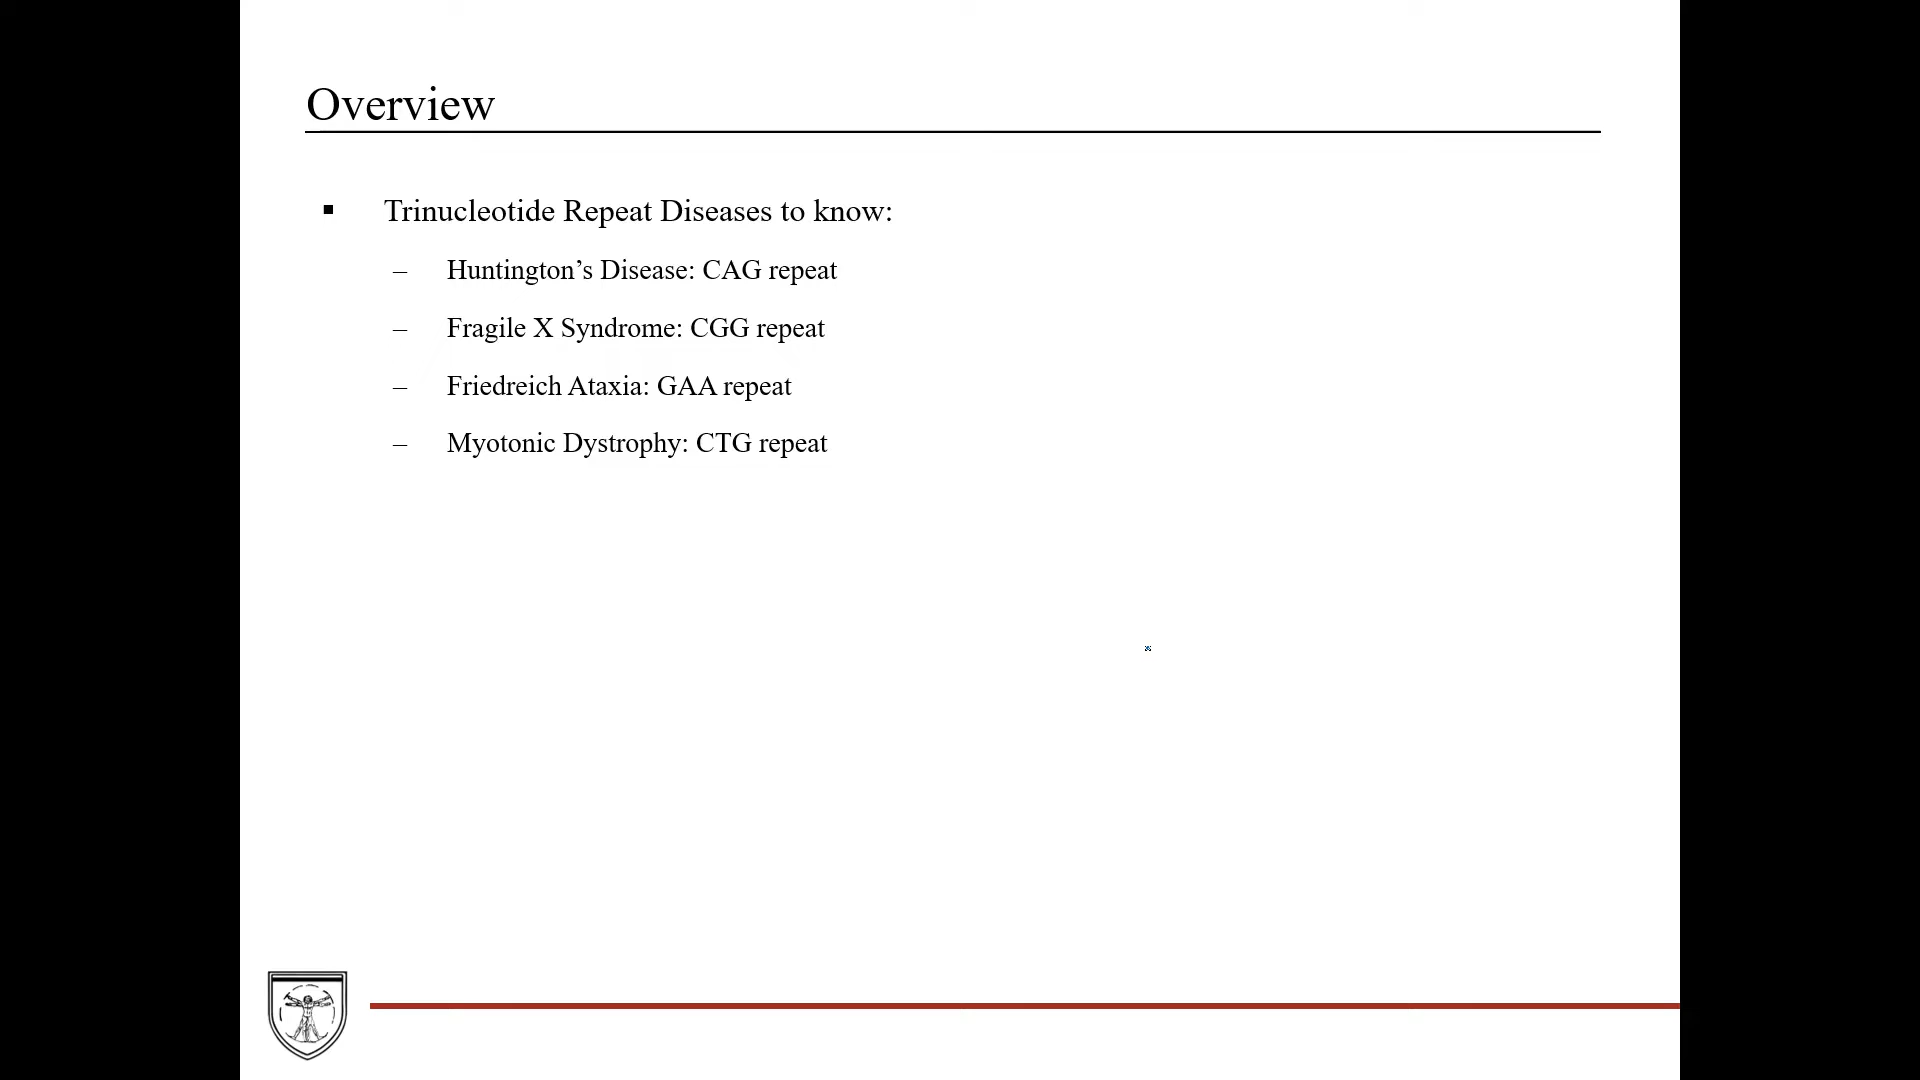 Overview
▪ Trinucleotide Repeat Diseases to know:
– Huntington’s Disease: CAG repeat
– Fragile X Syndrome: CGG repeat
– Friedreich Ataxia: GAA repeat
– Myotonic Dystrophy: CTG repeat